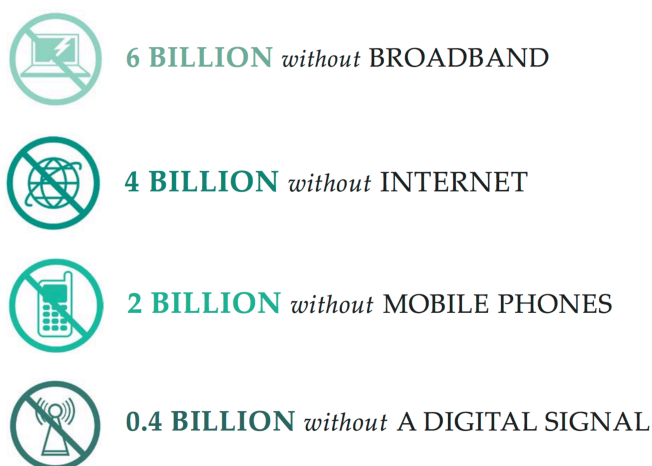 6 BILLION without BROADBAND
4 BILLION without INTERNET
2 BILLION without MOBILE PHONES
0.4 BILLION without A DIGITAL SIGNAL